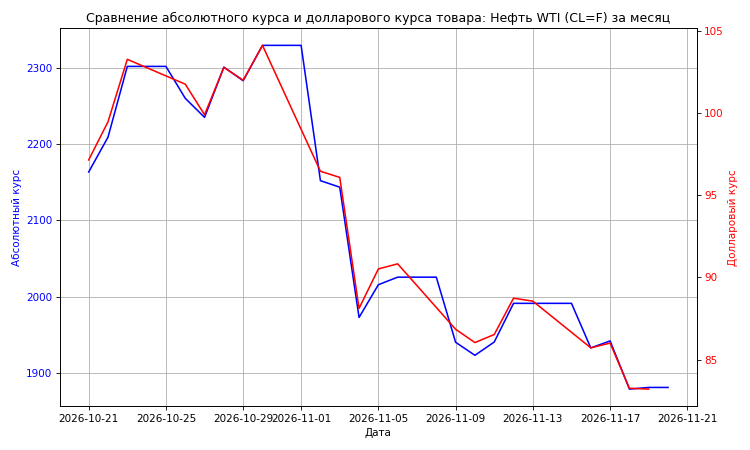 Сравнение абсолютного курса и долларового курса товара: Нефть WTI (CL=F) за месяц
105
2300
100
2200
Абсолютный курс
95
Долларовый курс
2100
90
2000
85
1900
2026-10-21 2026-10-25 2026-10-29 2026-11-01 2026-11-05 2026-11-09 2026-11-13 2026-11-17 2026-11-21
Дата